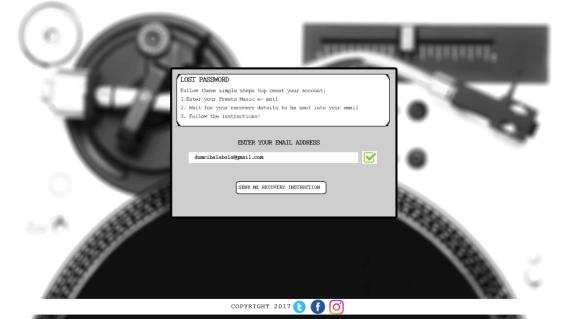 LOST PASSWORD
Follow these simple steps top reset your account:
1.Enter your Presto Music e- mail
2. Wait for your recovery details to be sent into your email
3. Follow the instructions!
ENTER YOUR EMAIL ADDRESS
dumcibalabala@gmail.com
SEND ME RECOVERY INSTRUCTION
COPYRIGHT 2017